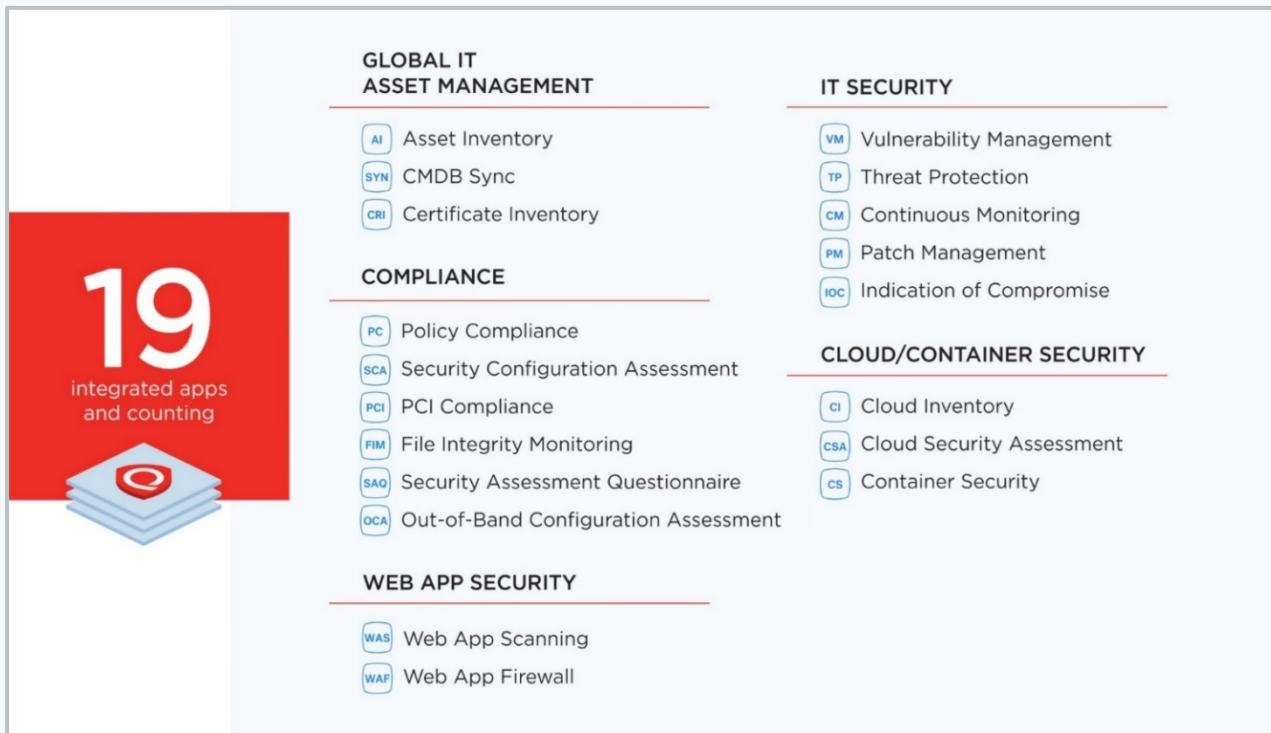 19
integrated apps
and counting
GLOBAL IT
ASSET MANAGEMENT
AI Asset Inventory
SYN CMDB Sync
CRI Certificate Inventory
COMPLIANCE
PC Policy Compliance
SCA Security Configuration Assessment
PCI PCI Compliance
FIM File Integrity Monitoring
SAQ Security Assessment Questionnaire
OCA Out-of-Band Configuration Assessment
WEB APP SECURITY
WAS Web App Scanning
WAF Web App Firewall
IT SECURITY
VM Vulnerability Management
TP Threat Protection
CM Continuous Monitoring
PM Patch Management
IOC Indication of Compromise
CLOUD/CONTAINER SECURITY
CI Cloud Inventory
CSA Cloud Security Assessment
CS Container Security